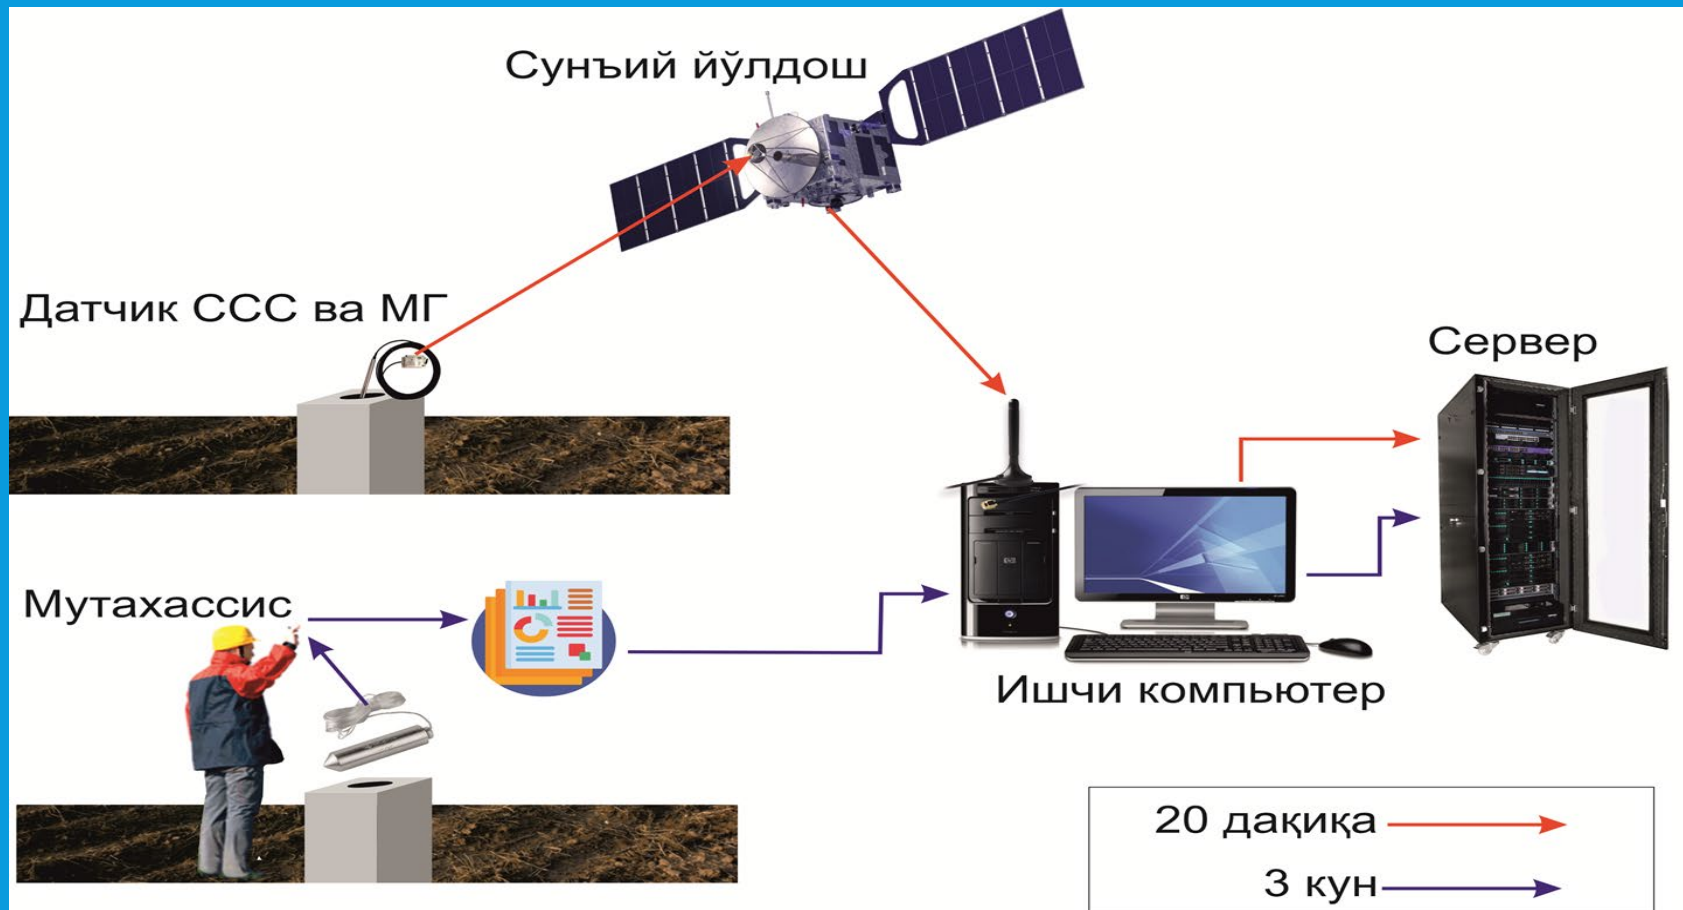 Сунъий йўлдош
Датчик ССС ва МГ
Сервер
Мутахассис
Ишчи компьютер
20 дақиқа
3 кун